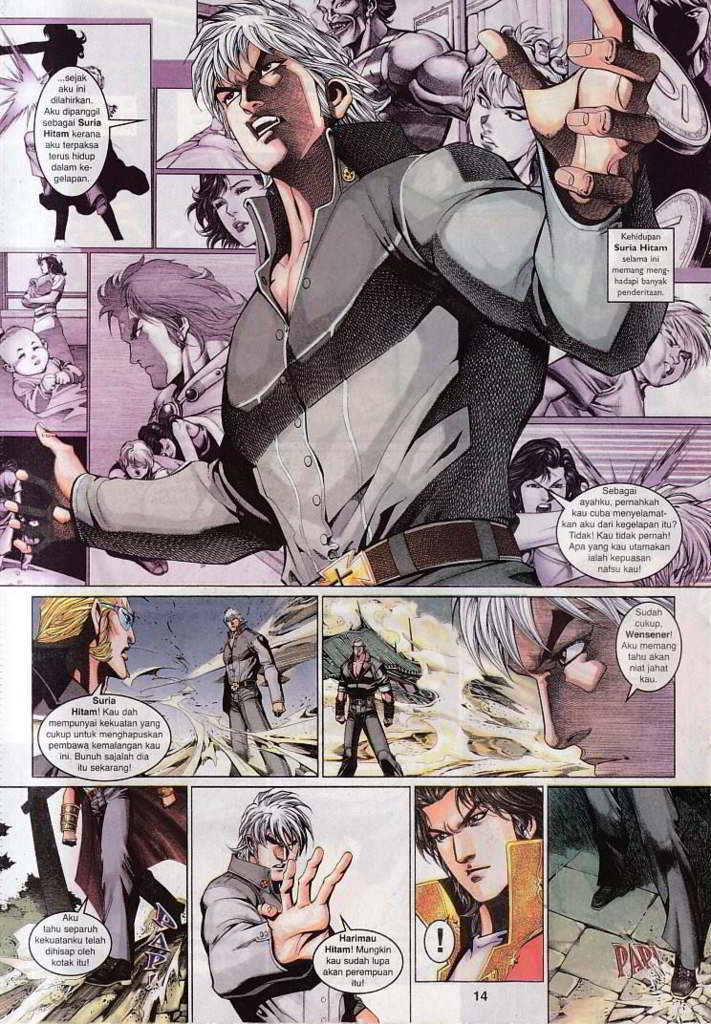 ...sejak
aku ini
dilahirkan.
Aku dipanggil
sebagai Suria
Hitam kerana
aku terpaksa
terus hidup
dalam ke-
gelapan.
Kehidupan
Suria Hitam
selama ini
memang meng-
hadapi banyak
penderitaan.
Sebagai
ayahku, pernahkah
kau cuba menyelamat-
kan aku dari kegelapan itu?
Tidak! Kau tidak pernah!
Apa yang kau utamakan
ialah kepuasan
nafsu kau!
Suria
Hitam! Kau dah
mempunyai kekuatan yang
cukup untuk menghapuskan
pembawa kemalangan kau
ini. Bunuh sajalah dia
itu sekarang!
Sudah
cukup,
Wensener!
Aku memang
tahu akan
niat jahat
kau.
Aku
tahu separuh
kekuatanku telah
dihisap oleh
kotak itu!
PAP!
Harimau
Hitam! Mungkin
kau sudah lupa
akan perempuan
itu!
!
PAP!
14